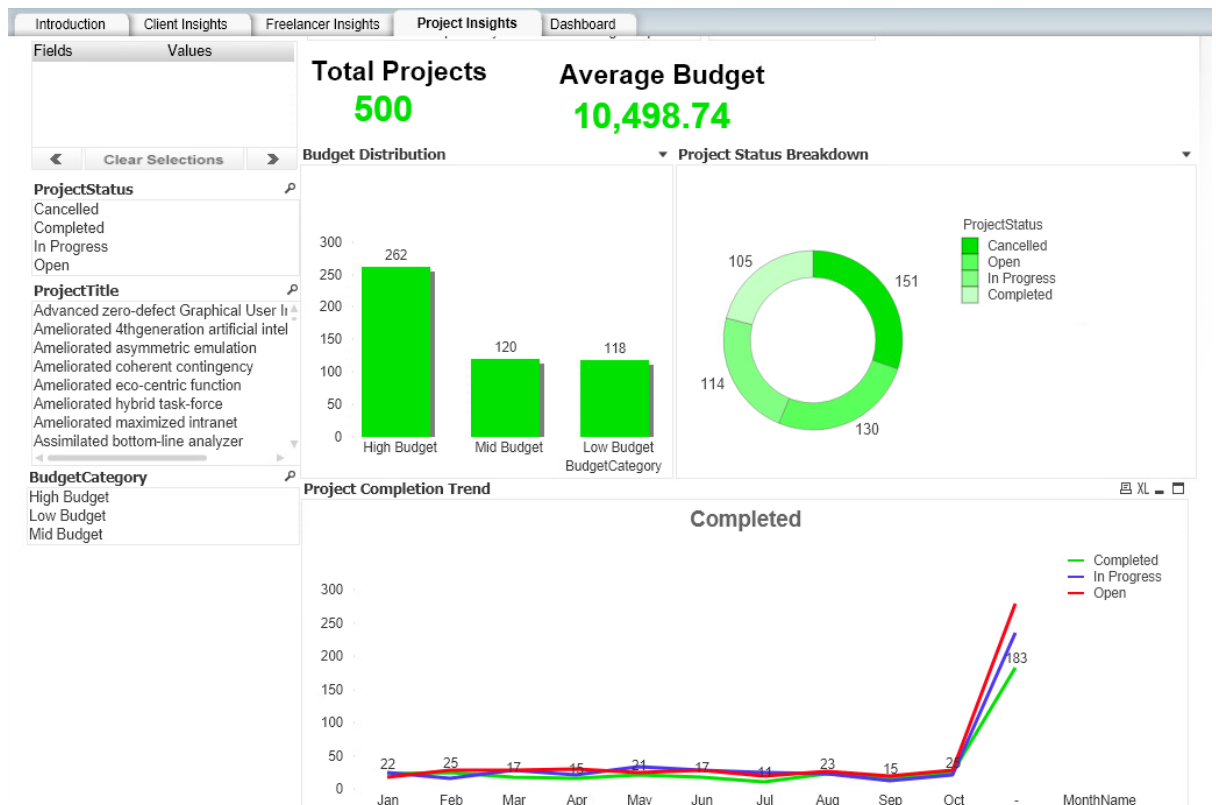 Introduction Client Insights Freelancer Insights Project Insights Dashboard
Fields Values
Total Projects Average Budget
500 10,498.74
Clear Selections
Budget Distribution
Project Status Breakdown
ProjectStatus
Cancelled
Completed
In Progress
Open
ProjectTitle
Advanced zero-defect Graphical User
Ameliorated 4thgeneration artificial intel
Ameliorated asymmetric emulation
Ameliorated coherent contingency
Ameliorated eco-centric function
Ameliorated hybrid task-force
Ameliorated maximized intranet
Assimilated bottom-line analyzer
BudgetCategory
High Budget
Low Budget
Mid Budget
300
250
200
150
100
50
0
262
120
118
High Budget Mid Budget Low Budget
BudgetCategory
105
151
114
130
ProjectStatus
Cancelled
Open
In Progress
Completed
Project Completion Trend
XL
Completed
Completed
In Progress
Open
300
250
200
150
100
50
0
183
22 25 17 15 21 17 11 23 15 25
Jan Feb Mar Apr May Jun Jul Aug Sep Oct - MonthName